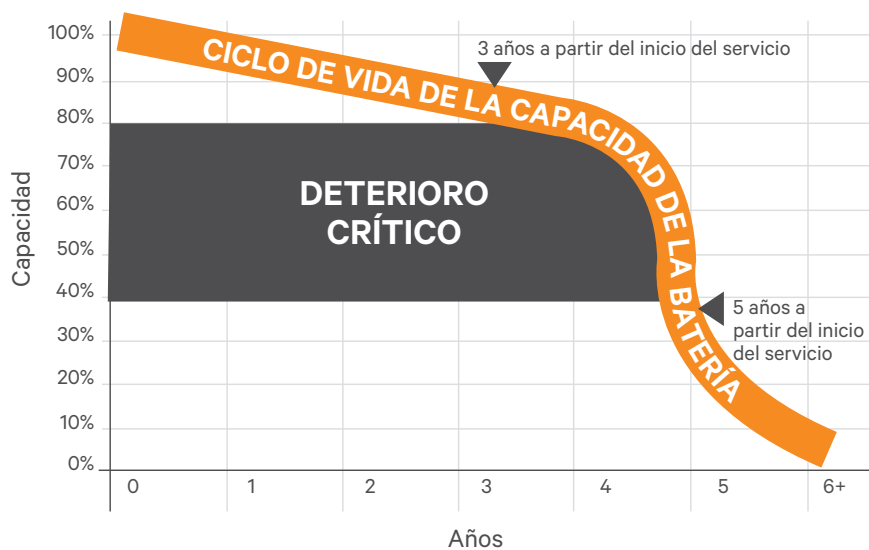 100%
90%
80%
70%
60%
50%
40%
30%
20%
10%
0%
Capacidad
CICLO DE VIDA DE LA CAPACIDAD DE LA BATERÍA
3 años a partir del inicio del servicio
DETERIORO
CRÍTICO
5 años a
partir del inicio
del servicio
0 1 2 3 4 5 6+
Años